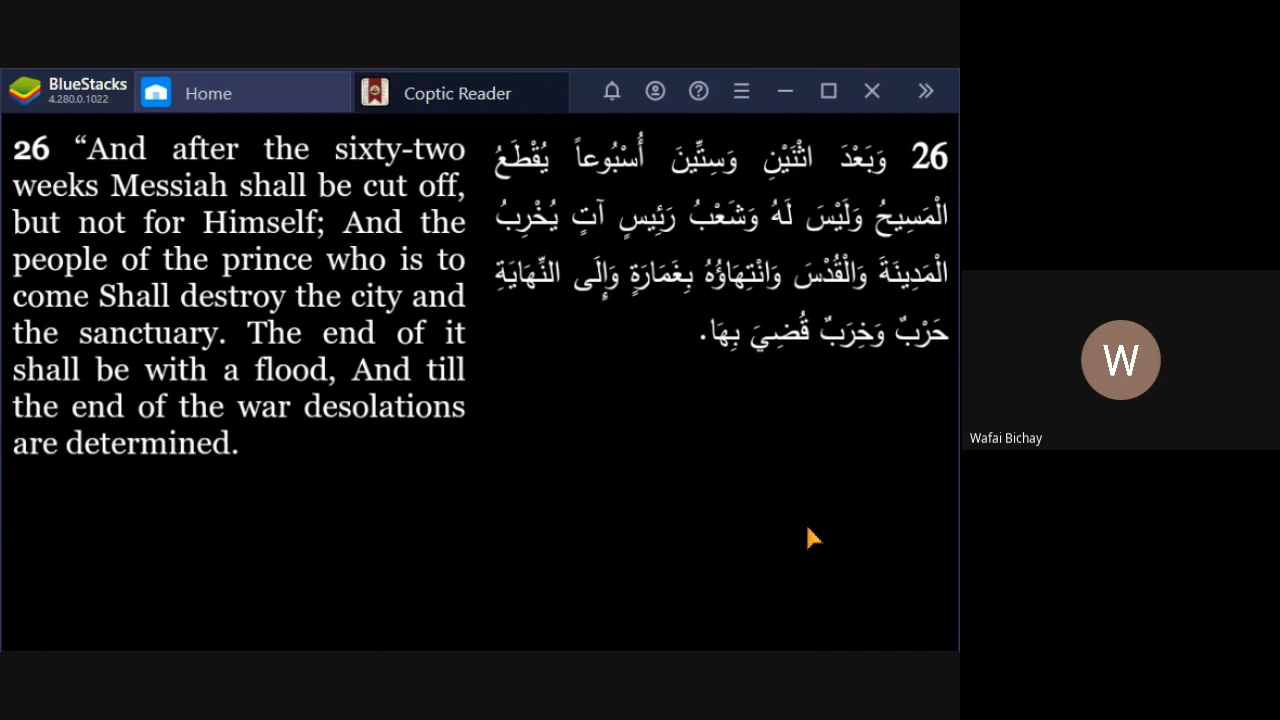 BlueStacks
4.280.0.1022
Home
Coptic Reader
26 “And after the sixty-two
weeks Messiah shall be cut off,
but not for Himself; And the
people of the prince who is to
come Shall destroy the city and
the sanctuary. The end of it
shall be with a flood, And till
the end of the war desolations
are determined.
26 وَبَعْدَ اثْنَيْنِ وَسِتِّينَ أُسْبُوعاً يُقْطَعُ
الْمَسِيحُ وَلَيْسَ لَهُ وَشَعْبُ رَئِيسٍ آتٍ يُخْرِبُ
الْمَدِينَةَ وَالْقُدْسَ وَانْتِهَاؤُهُ بِغَمَارَةٍ وَإِلَى النِّهَايَةِ
حَرْبٌ وَخِرَبٌ قُضِيَ بِهَا.
W
Wafai Bichay